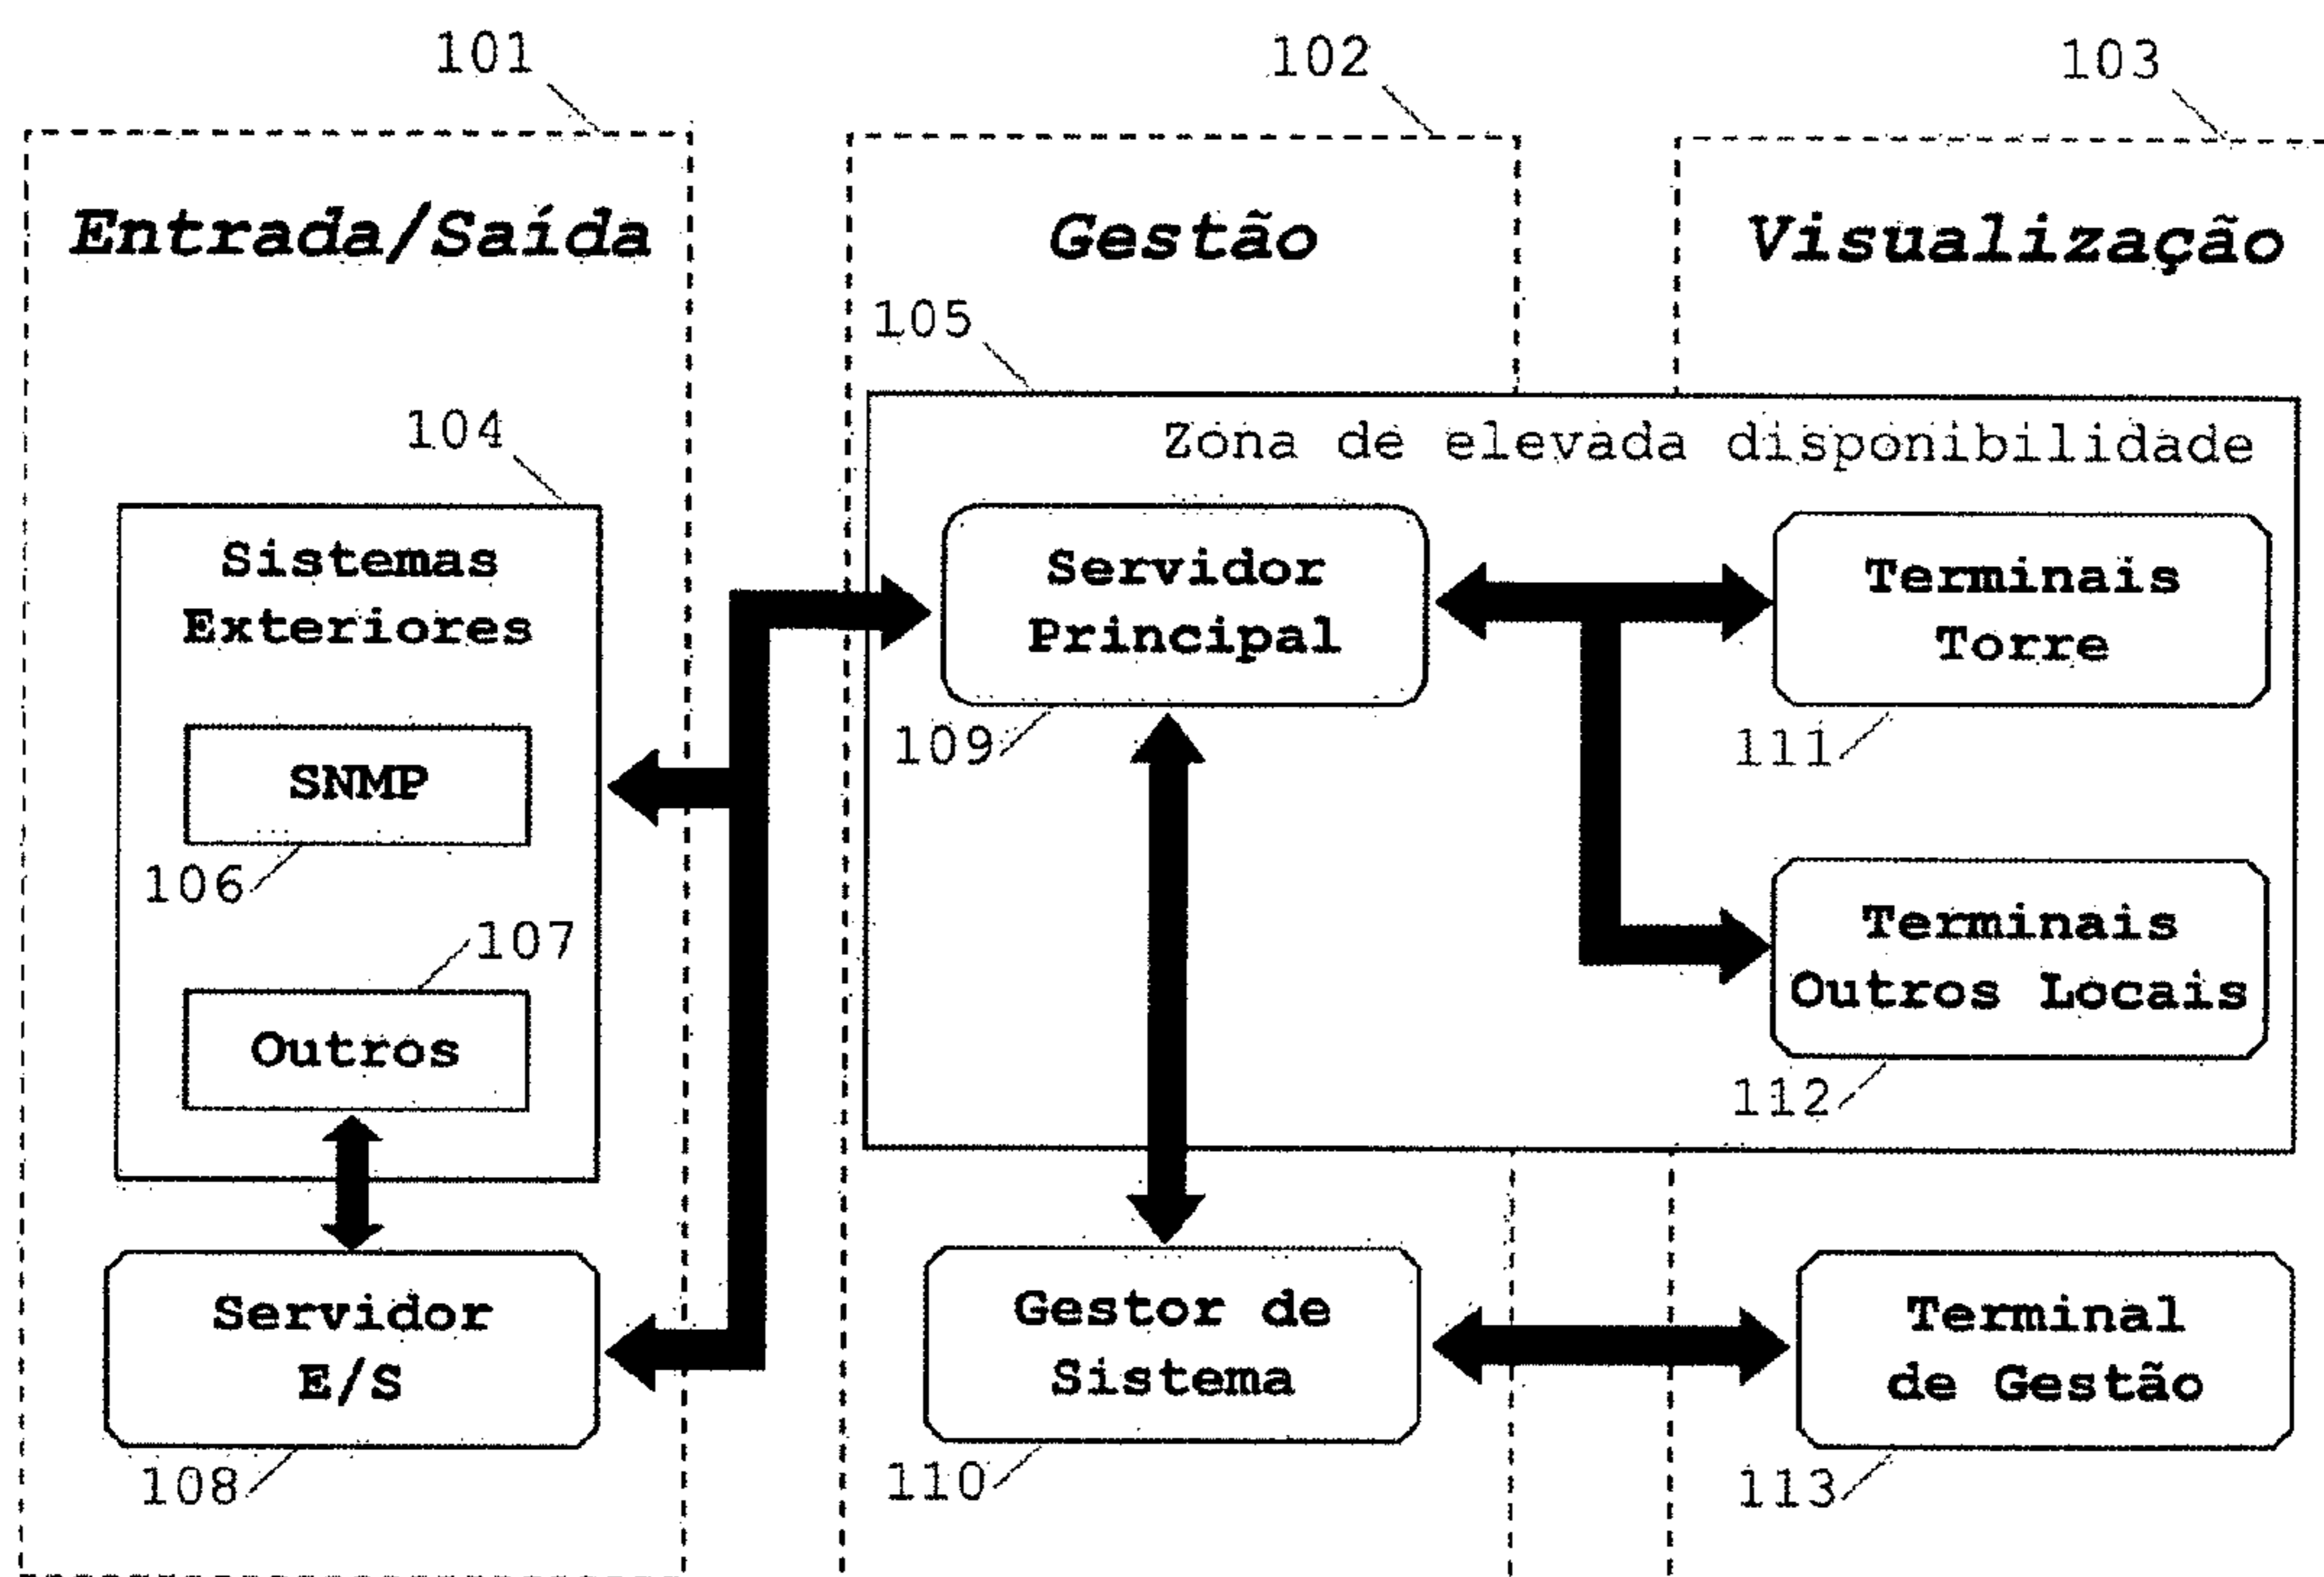 101
102
103
Entrada/Saída
Gestão
Visualização
105
Zona de elevada disponibilidade
104
Sistemas
Exteriores
Servidor
Principal
Terminais
Torre
109
111
SNMP
106
107
Outros
Terminais
Outros Locais
112
Servidor
E/S
Gestor de
Sistema
Terminal
de Gestão
108
110
113